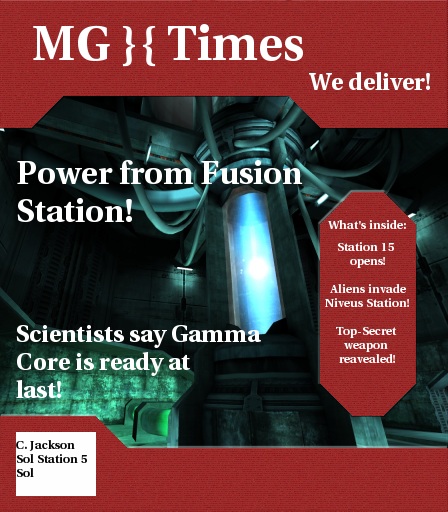 MG }{ Times
We deliver!
Power from Fusion
Station!
What's inside:
Station 15
opens!
Aliens invade
Niveus Station!
Top-Secret
weapon
reavealed!
Scientists say Gamma
Core is ready at
last!
C. Jackson
Sol Station 5
Sol